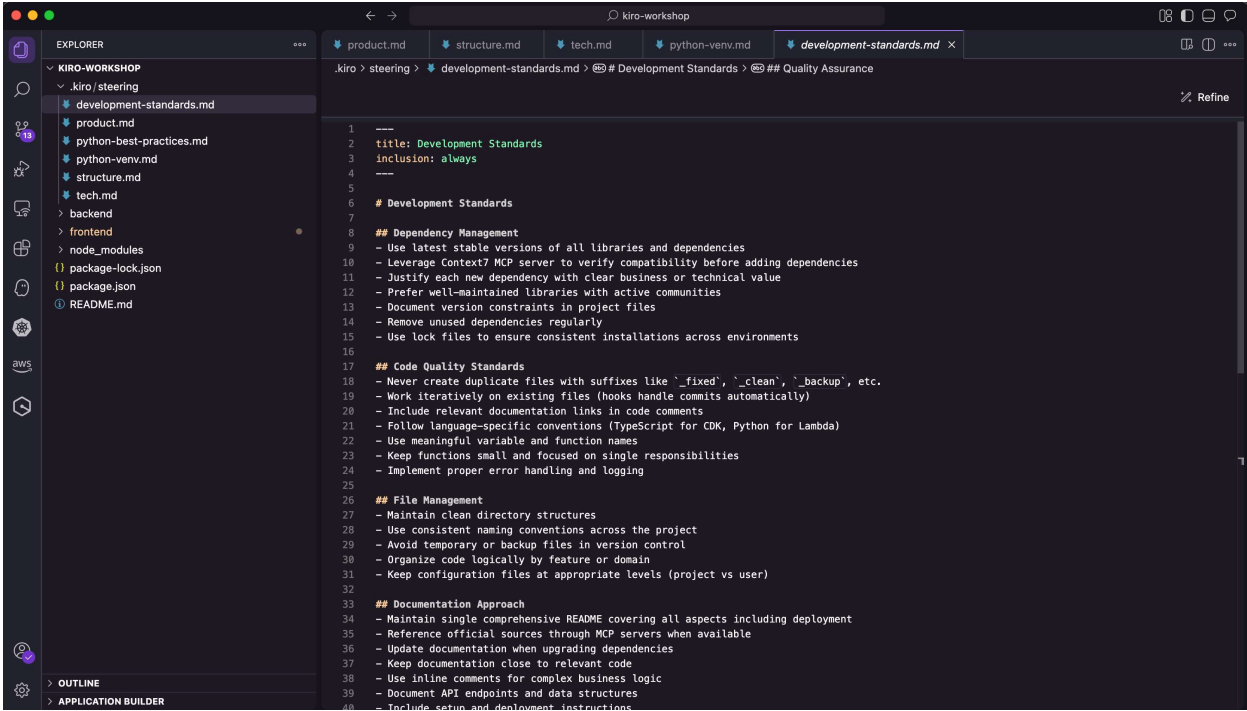 kiro-workshop
EXPLORER
KIRO-WORKSHOP
.kiro/steering
development-standards.md
product.md
python-best-practices.md
python-venv.md
structure.md
tech.md
backend
frontend
node_modules
package-lock.json
package.json
README.md
13
aws
OUTLINE
APPLICATION BUILDER
product.md
structure.md
tech.md
python-venv.md
development-standards.md
.kiro > steering > development-standards.md > # Development Standards > ## Quality Assurance
Refine
1 ---
2 title: Development Standards
3 inclusion: always
4 ---
5
6 # Development Standards
7
8 ## Dependency Management
9 - Use latest stable versions of all libraries and dependencies
10 - Leverage Context7 MCP server to verify compatibility before adding dependencies
11 - Justify each new dependency with clear business or technical value
12 - Prefer well-maintained libraries with active communities
13 - Document version constraints in project files
14 - Remove unused dependencies regularly
15 - Use lock files to ensure consistent installations across environments
16
17 ## Code Quality Standards
18 - Never create duplicate files with suffixes like `_fixed`, `_clean`, `_backup`, etc.
19 - Work iteratively on existing files (hooks handle commits automatically)
20 - Include relevant documentation links in code comments
21 - Follow language-specific conventions (TypeScript for CDK, Python for Lambda)
22 - Use meaningful variable and function names
23 - Keep functions small and focused on single responsibilities
24 - Implement proper error handling and logging
25
26 ## File Management
27 - Maintain clean directory structures
28 - Use consistent naming conventions across the project
29 - Avoid temporary or backup files in version control
30 - Organize code logically by feature or domain
31 - Keep configuration files at appropriate levels (project vs user)
32
33 ## Documentation Approach
34 - Maintain single comprehensive README covering all aspects including deployment
35 - Reference official sources through MCP servers when available
36 - Update documentation when upgrading dependencies
37 - Keep documentation close to relevant code
38 - Use inline comments for complex business logic
39 - Document API endpoints and data structures
40 - Include setup and deployment instructions